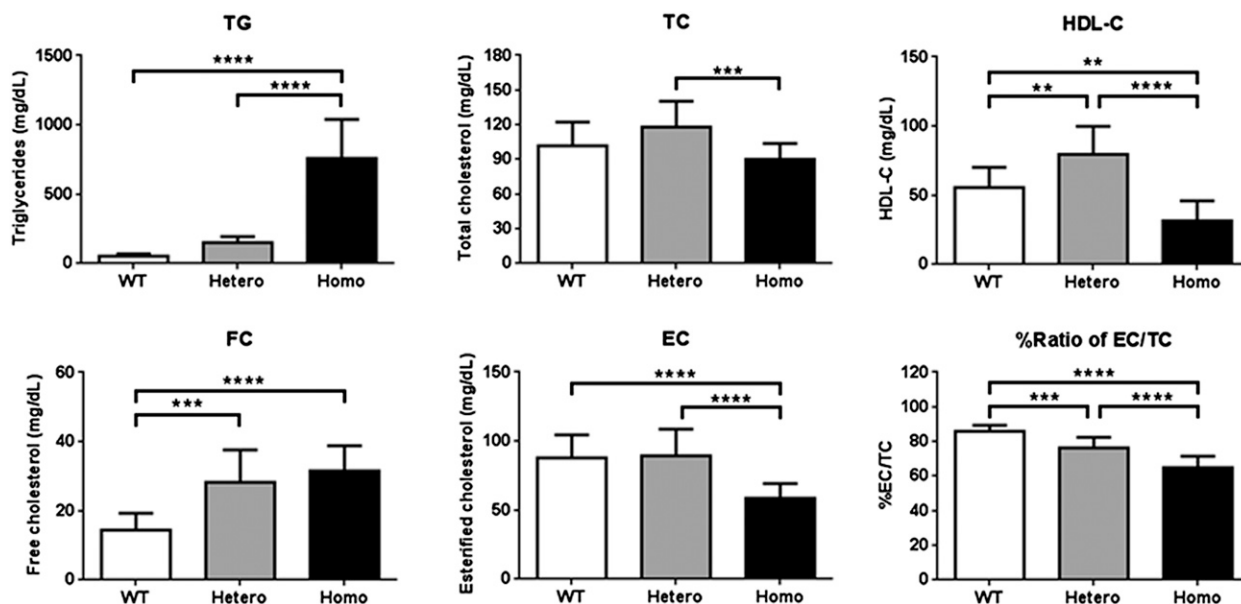 TG
Triglycerides (mg/dL)
1500
1000
500
0
****
****
WT Hetero Homo
TC
Total cholesterol (mg/dL)
180
150
120
90
60
30
0
***
WT Hetero Homo
HDL-C
HDL-C (mg/dL)
150
100
50
0
**
** ****
WT Hetero Homo
FC
Free cholesterol (mg/dL)
60
40
20
0
****
***
WT Hetero Homo
EC
Esterified cholesterol (mg/dL)
150
100
50
0
****
****
WT Hetero Homo
%Ratio of EC/TC
%EC/TC
120
100
80
60
40
20
0
****
*** ****
WT Hetero Homo